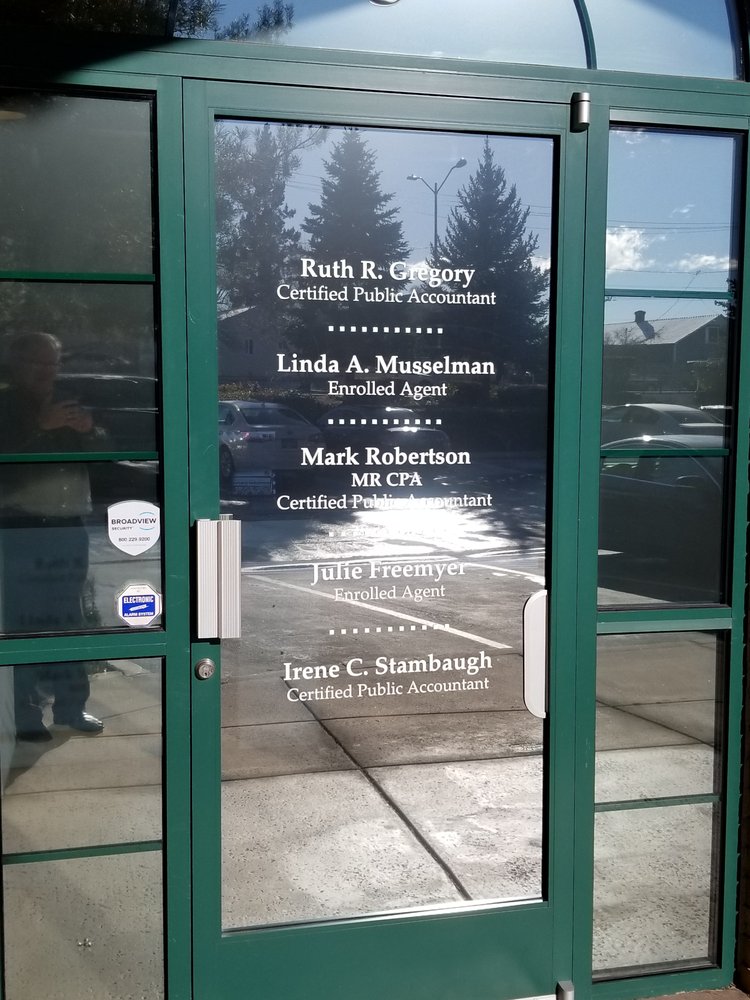 Ruth R. Gregory
Certified Public Accountant
Linda A. Musselman
Enrolled Agent
Mark Robertson
MR CPA
Certified Public Accountant
Julie Freemyer
Enrolled Agent
Irene C. Stambaugh
Certified Public Accountant
BROADVIEW
SECURITY
800-229-9200
ELECTRONIC
ALARM SYSTEM